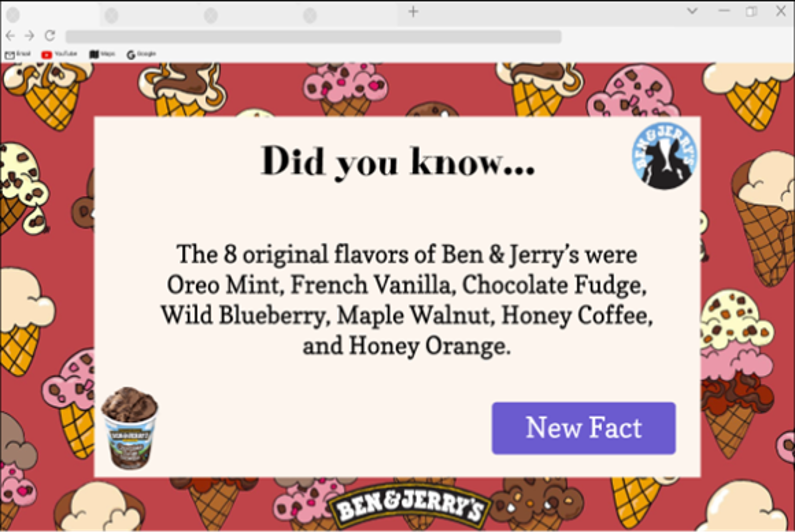 Email YouTube Maps Google
Did you know...
BEN & JERRY'S
The 8 original flavors of Ben & Jerry's were
Oreo Mint, French Vanilla, Chocolate Fudge,
Wild Blueberry, Maple Walnut, Honey Coffee,
and Honey Orange.
BEN&JERRY'S
New Fact
BEN&JERRY'S